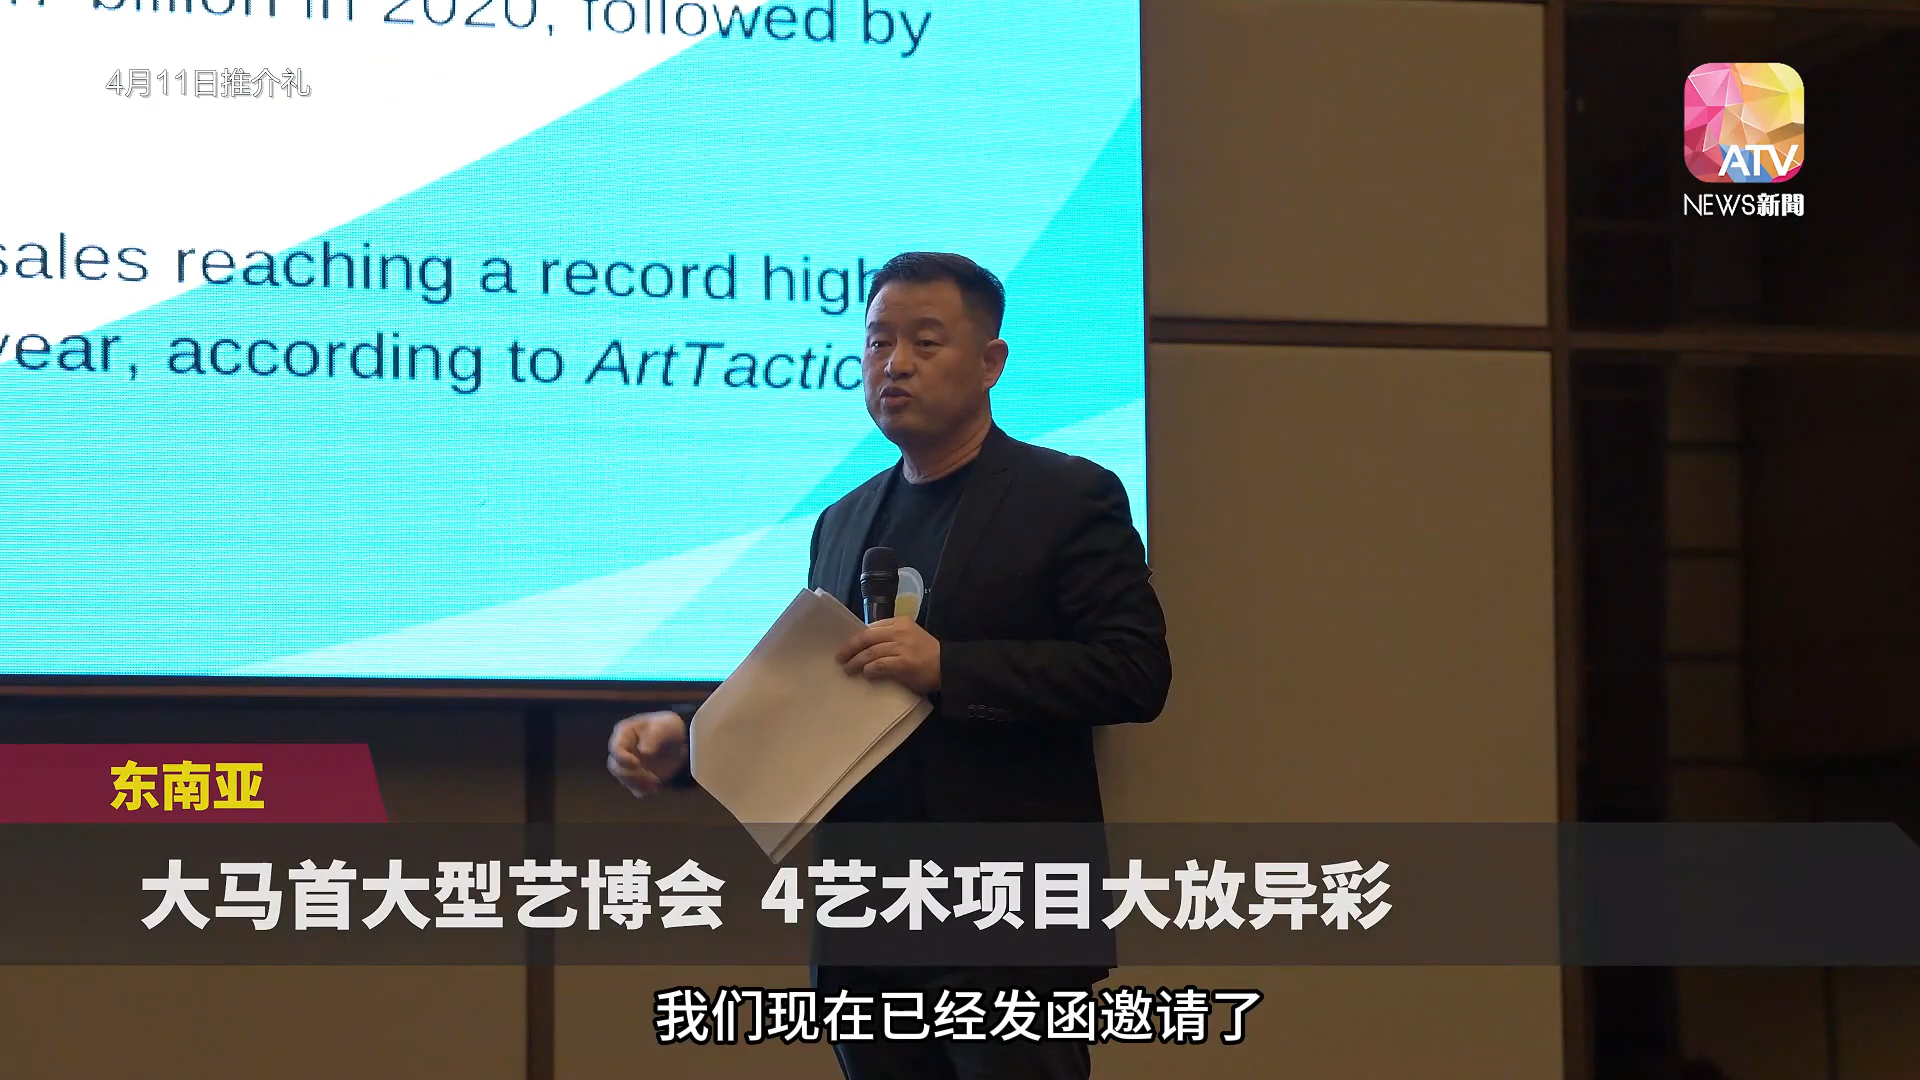 billion in 2020, followed by
4月11日推介礼
ATV
NEWS新聞
sales reaching a record high
year, according to ArtTactic
东南亚
大马首大型艺博会 4艺术项目大放异彩
我们现在已经发函邀请了